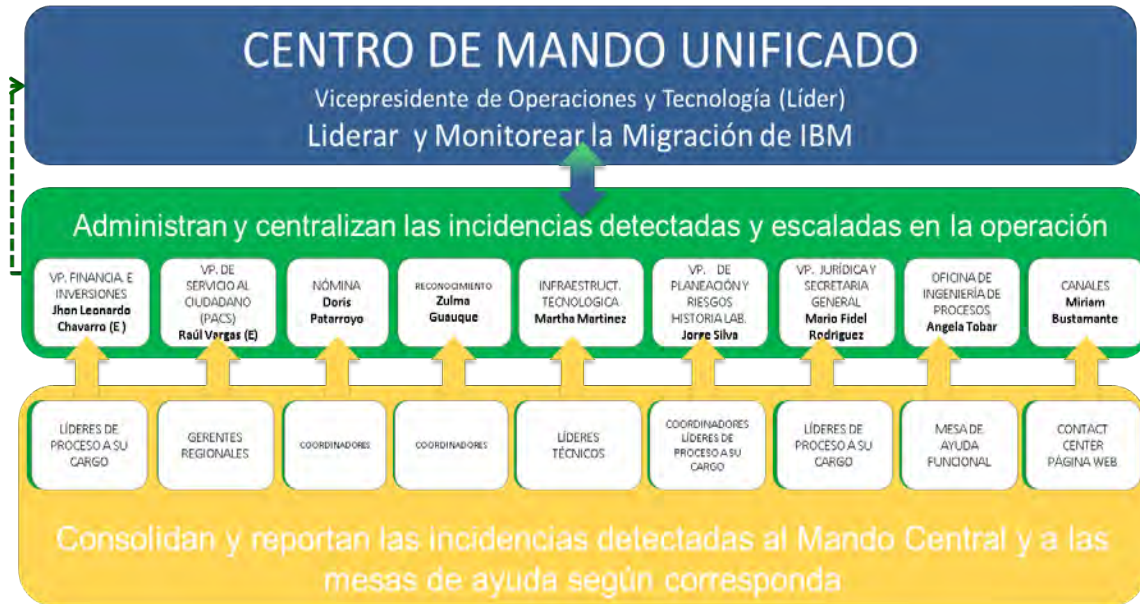 CENTRO DE MANDO UNIFICADO
Vicepresidente de Operaciones y Tecnología (Líder)
Liderar y Monitorear la Migración de IBM
Administran y centralizan las incidencias detectadas y escaladas en la operación
VP. FINANCIA. E
INVERSIONES
Jhon Leonardo
Chavarro (E )
VP. DE
SERVICIO AL
CIUDADANO
(PACS)
Raúl Vargas (E)
NÓMINA
Doris
Patarroyo
RECONOCIMIENTO
Zulma
Guauque
INFRAESTRUCT.
TECNOLOGICA
Martha Martinez
VP. DE
PLANEACIÓN Y
RIESGOS
HISTORIA LAB.
Jorge Silva
VP. JURÍDICA Y
SECRETARIA
GENERAL
Mario Fidel
Rodriguez
OFICINA DE
INGENIERÍA DE
PROCESOS
Angela Tobar
CANALES
Miriam
Bustamante
LÍDERES DE
PROCESO A SU
CARGO
GERENTES
REGIONALES
COORDINADORES
COORDINADORES
LÍDERES
TÉCNICOS
COORDINADORES
LÍDERES DE
PROCESO A SU
CARGO
LÍDERES DE
PROCESO A SU
CARGO
MESA DE
AYUDA
FUNCIONAL
CONTACT
CENTER
PÁGINA WEB
Consolidan y reportan las incidencias detectadas al Mando Central y a las
mesas de ayuda según corresponda